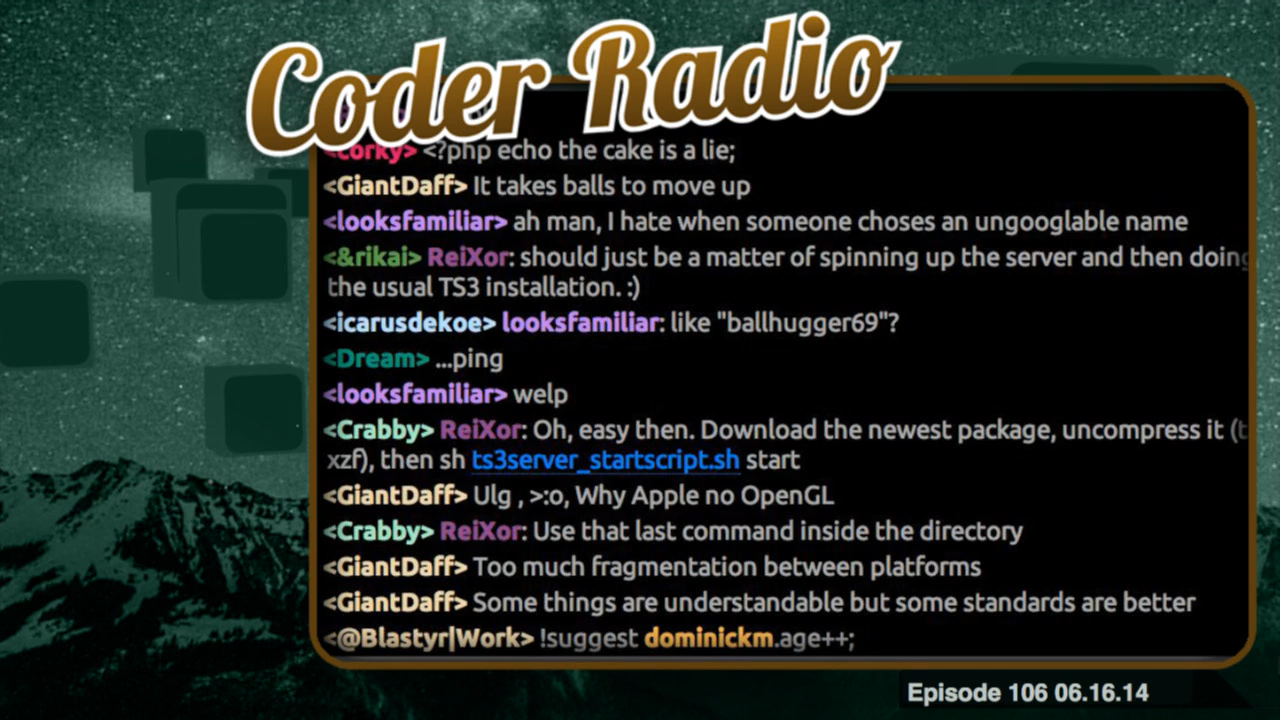 Coder Radio
<corky> <?php echo the cake is a lie;
<GiantDaff> It takes balls to move up
<looksfamiliar> ah man, I hate when someone choses an ungooglable name
<&rikai> ReiXor: should just be a matter of spinning up the server and then doing
the usual TS3 installation. :)
<icarusdekoe> looksfamiliar: like "ballhugger69"?
<Dream> ...ping
<looksfamiliar> welp
<Crabby> ReiXor: Oh, easy then. Download the newest package, uncompress it (t
xzf), then sh ts3server_startscript.sh start
<GiantDaff> Ulg , >:o, Why Apple no OpenGL
<Crabby> ReiXor: Use that last command inside the directory
<GiantDaff> Too much fragmentation between platforms
<GiantDaff> Some things are understandable but some standards are better
<@Blastyr|Work> !suggest dominickm.age++;
Episode 106 06.16.14